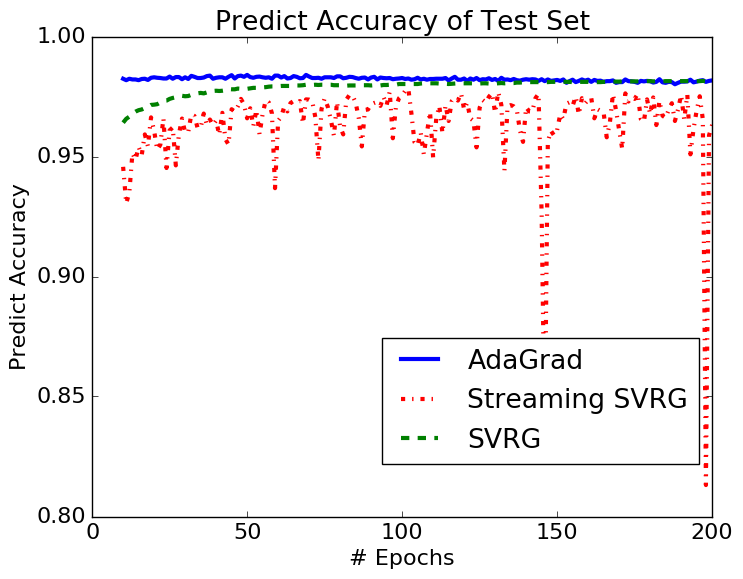 Predict Accuracy of Test Set
1.00
0.95
0.90
0.85
0.80
Predict Accuracy
AdaGrad
Streaming SVRG
SVRG
0
50
100
150
200
# Epochs